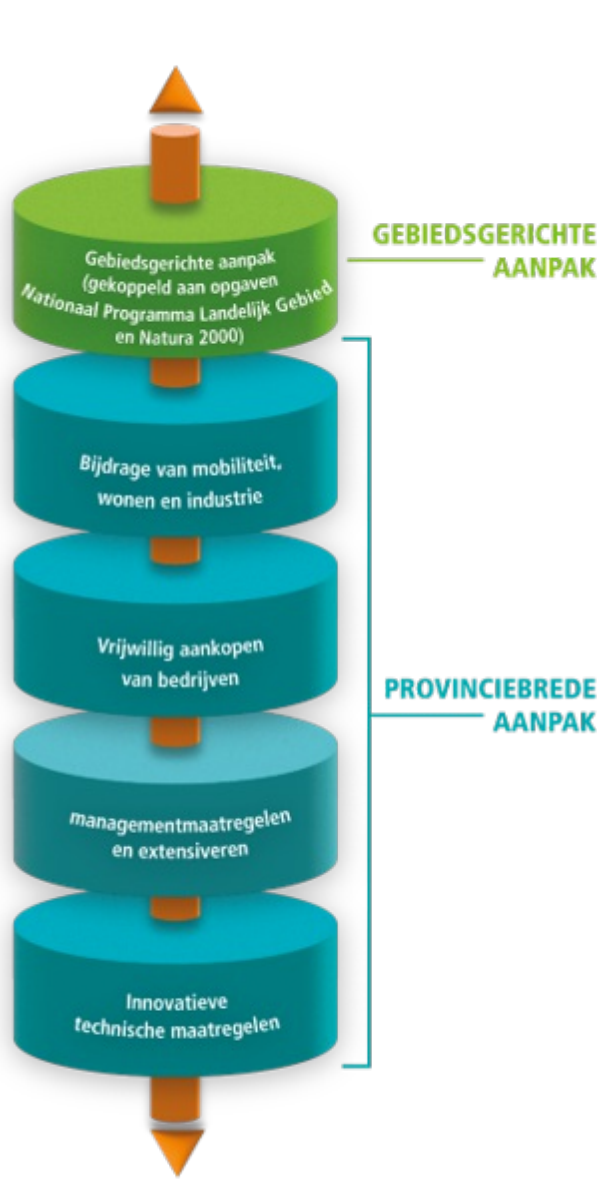 Gebiedsgerichte aanpak
(gekoppeld aan opgaven
Nationaal Programma Landelijk Gebied
en Natura 2000)
GEBIEDSGERICHTE
AANPAK
Bijdrage van mobiliteit,
wonen en industrie
Vrijwillig aankopen
van bedrijven
PROVINCIEBREDE
AANPAK
managementmaatregelen
en extensiveren
Innovatieve
technische maatregelen